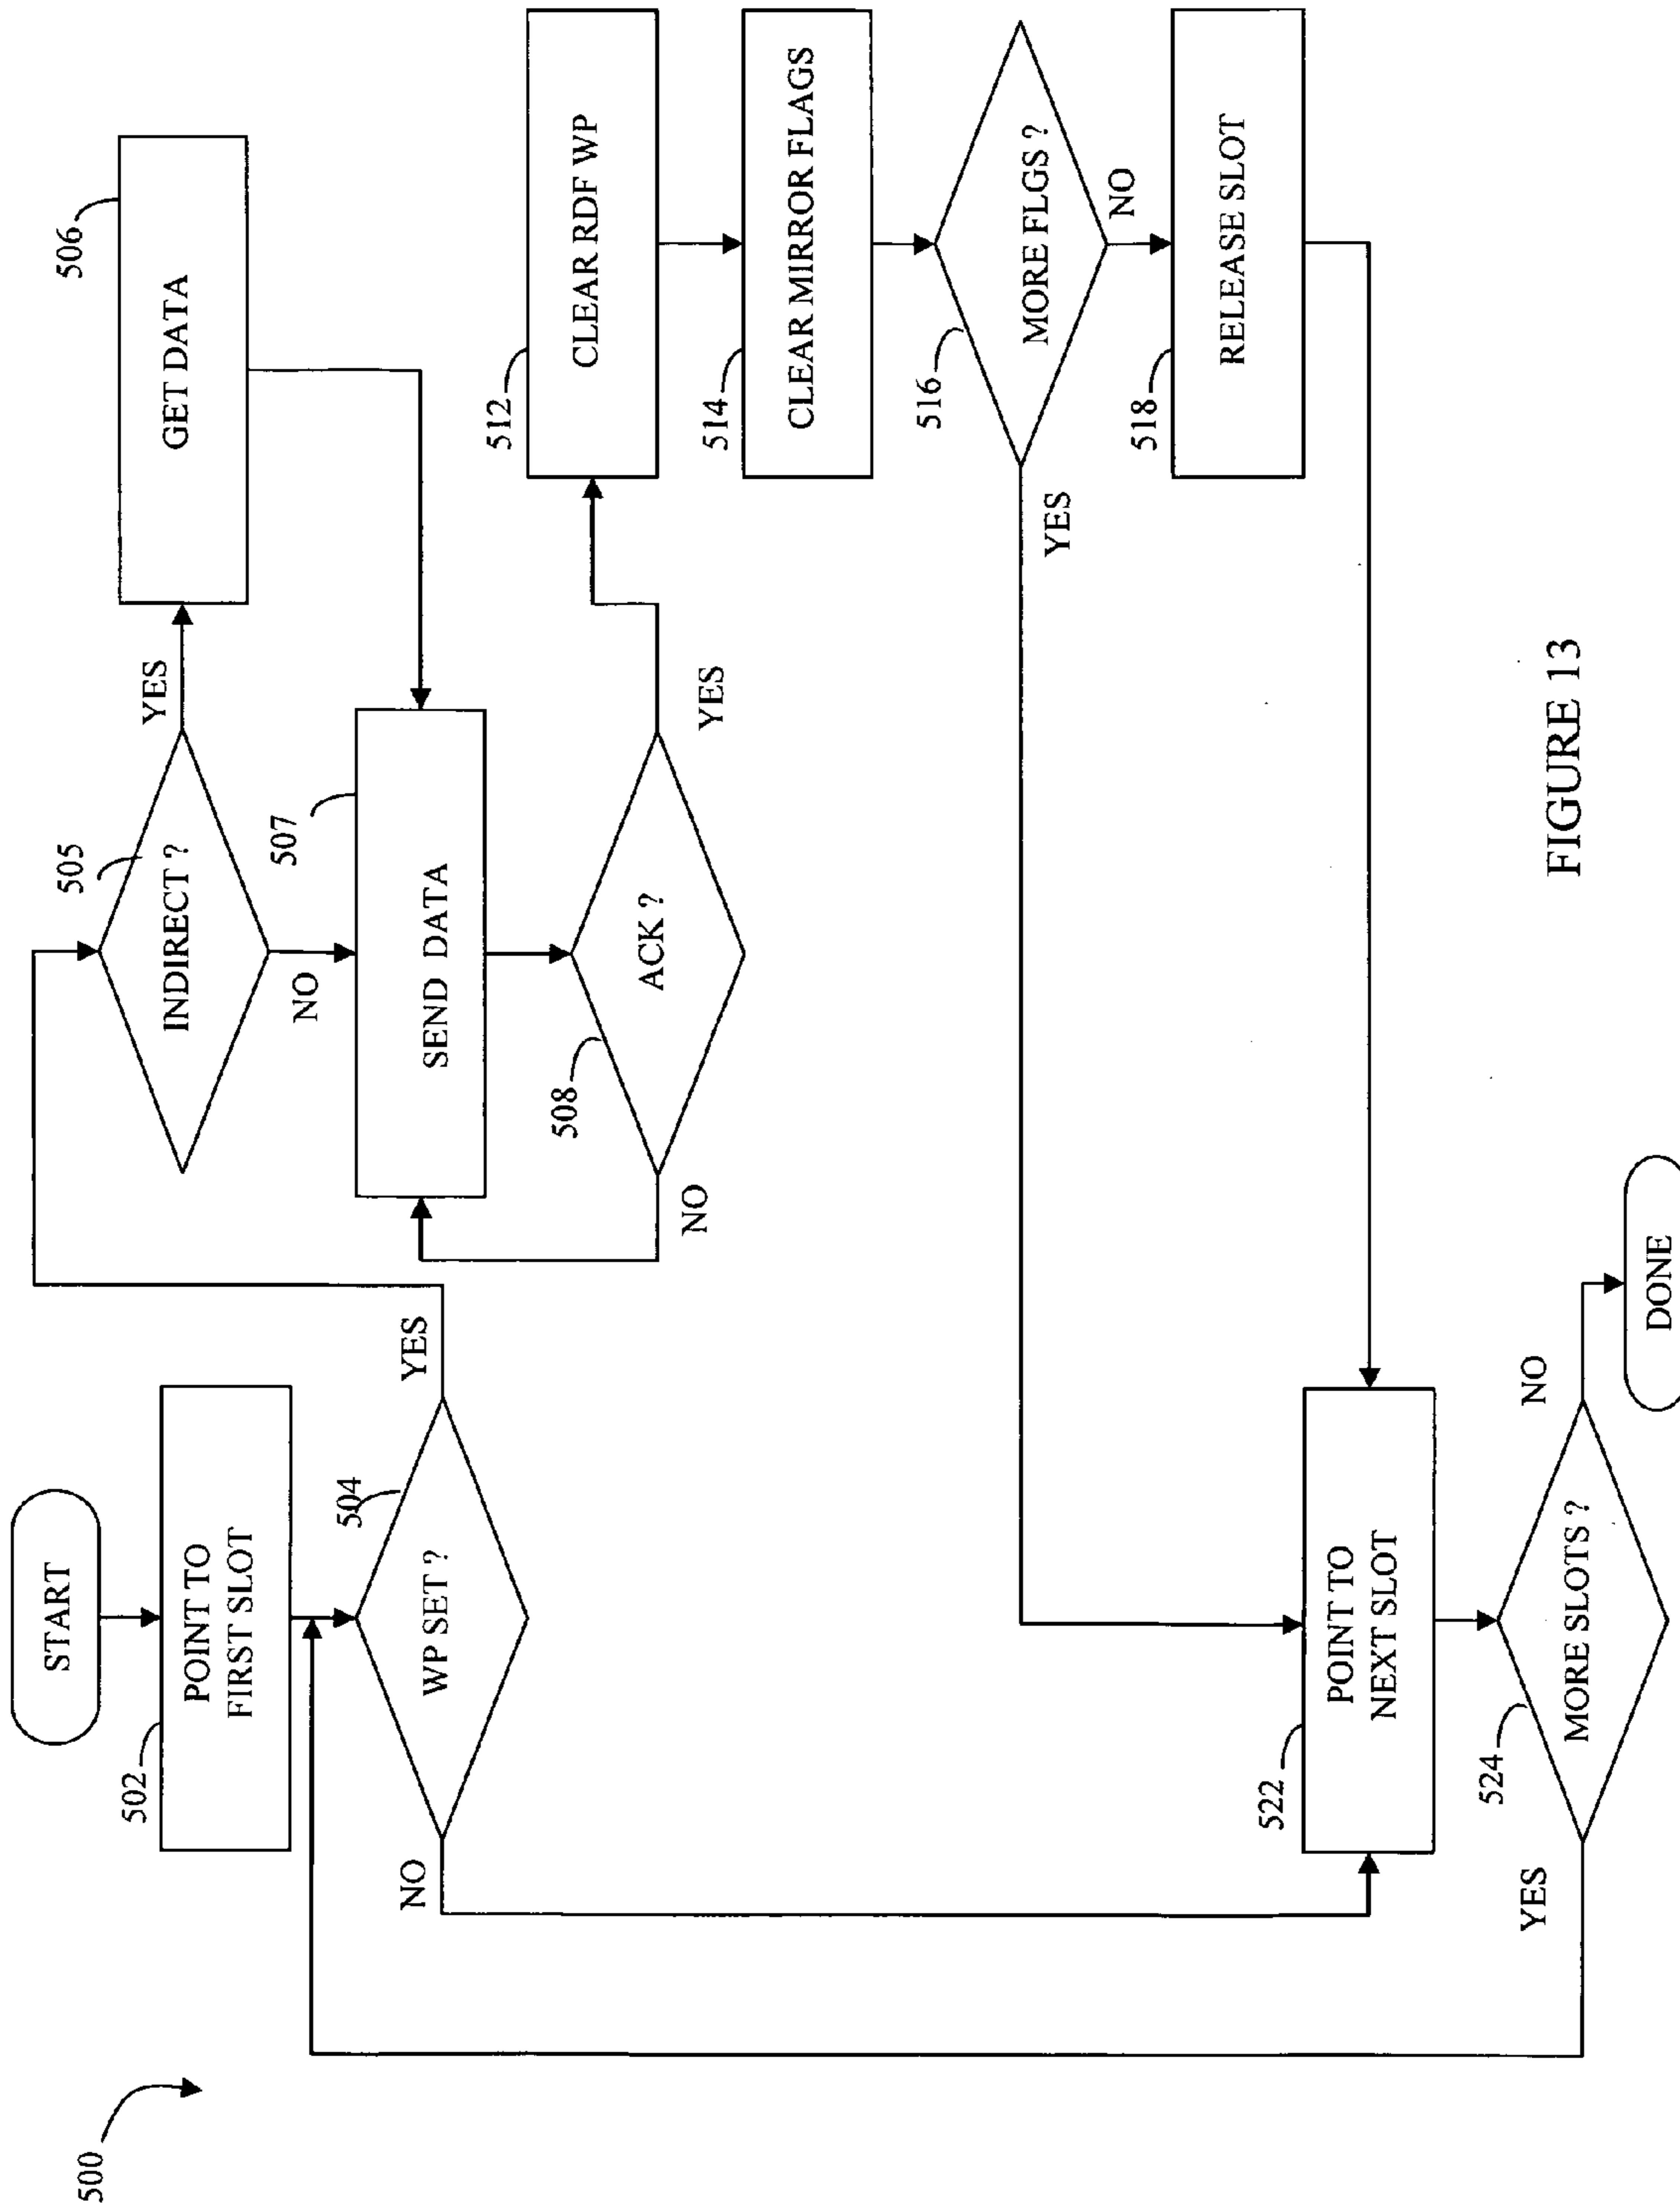 500
START
502
POINT TO
FIRST SLOT
504
WP SET ?
YES
NO
505
INDIRECT ?
YES
NO
506
GET DATA
507
SEND DATA
508
ACK ?
NO
YES
512
CLEAR RDF WP
514
CLEAR MIRROR FLAGS
516
MORE FLGS ?
YES
NO
518
RELEASE SLOT
522
POINT TO
NEXT SLOT
524
MORE SLOTS ?
YES
NO
DONE
FIGURE 13